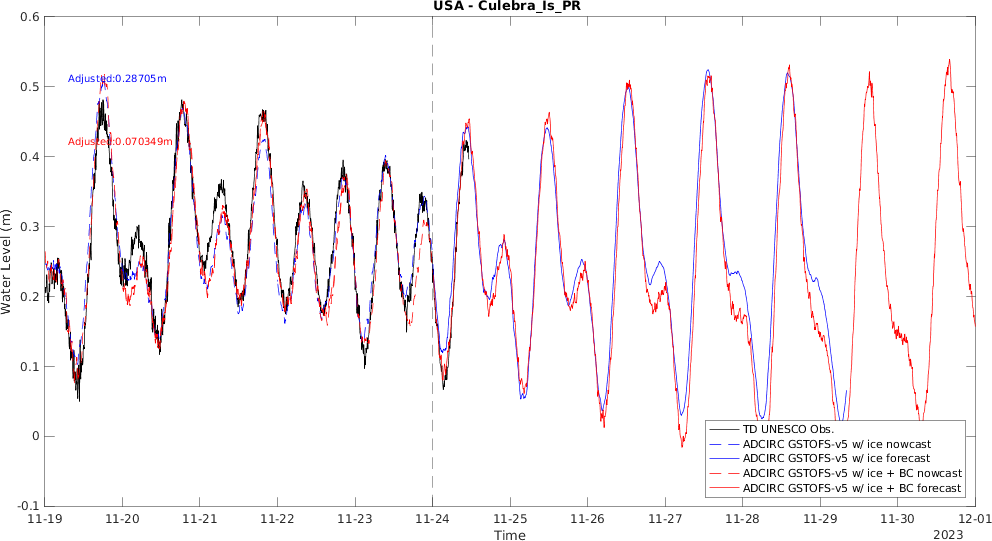 USA - Culebra_Is_PR
0.6
0.5
0.4
0.3
0.2
0.1
0
-0.1
Water Level (m)
Adjusted:0.28705m
Adjusted:0.070349m
TD UNESCO Obs.
ADCIRC GSTOFS-v5 w/ ice nowcast
ADCIRC GSTOFS-v5 w/ ice forecast
ADCIRC GSTOFS-v5 w/ ice + BC nowcast
ADCIRC GSTOFS-v5 w/ ice + BC forecast
11-19 11-20 11-21 11-22 11-23 11-24 11-25 11-26 11-27 11-28 11-29 11-30 12-01
Time
2023